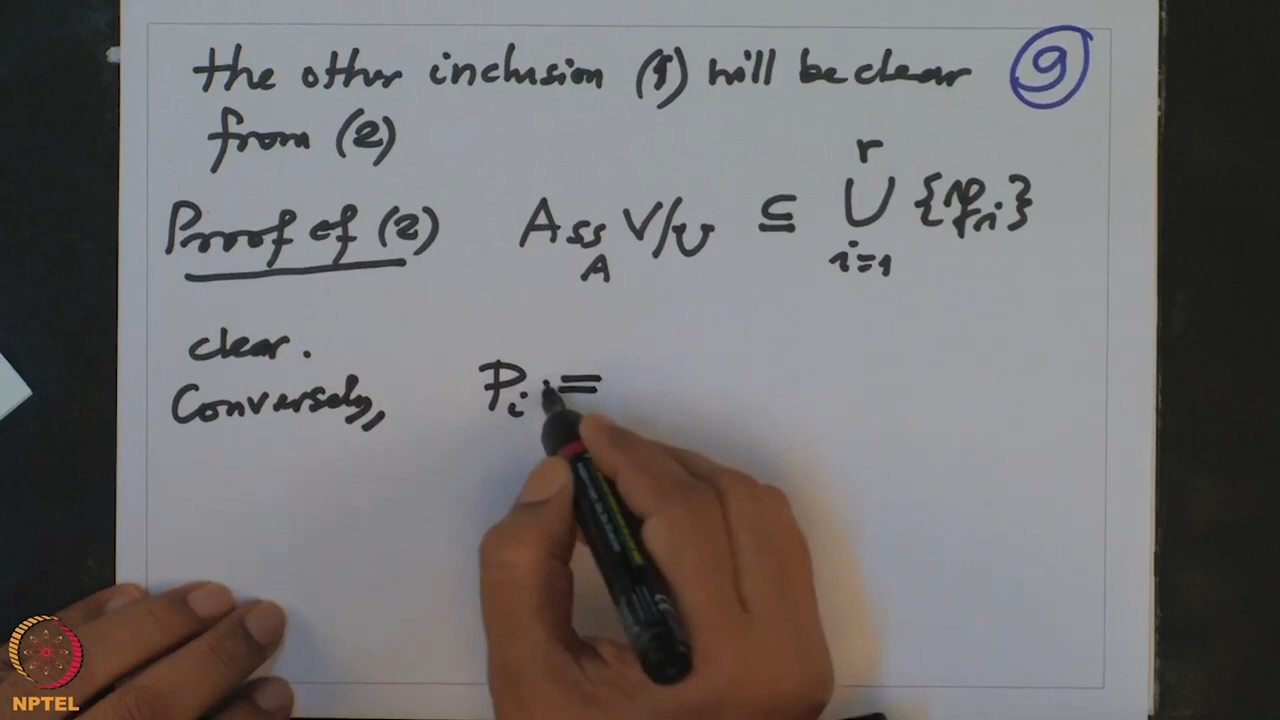 the other inclusion (1) will be clear
from (2)
9
Proof of (2) Ass_A V/U ⊆ ⋃_{i=1}^{r} {𝔭_i}
clear.
Conversely, P_i :=
NPTEL